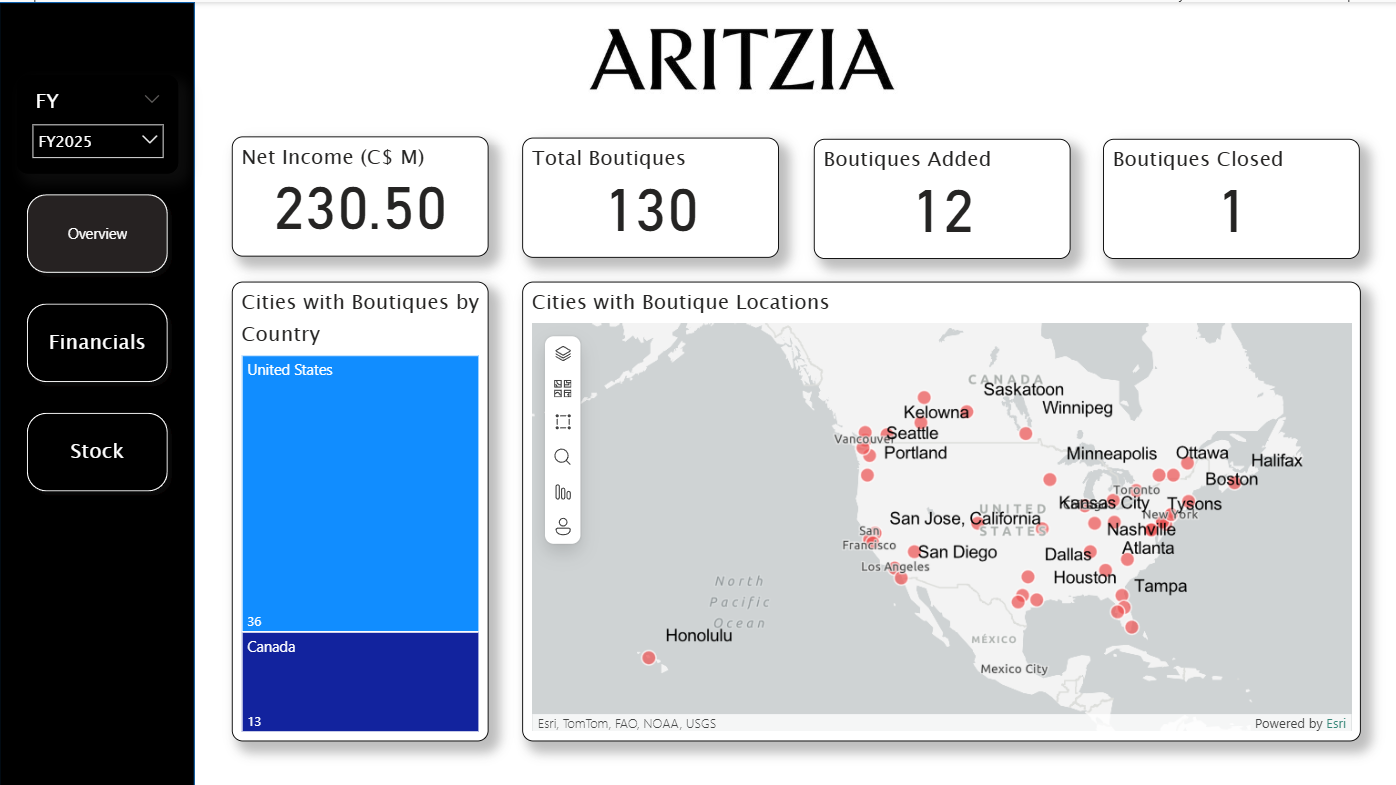 ARITZIA
FY
FY2025
Overview
Financials
Stock
Net Income (C$ M)
230.50
Total Boutiques
130
Boutiques Added
12
Boutiques Closed
1
Cities with Boutiques by
Country
United States
36
Canada
13
Cities with Boutique Locations
CANADA
Saskatoon
Kelowna
Winnipeg
Vancouver
Seattle
Portland
Minneapolis
Ottawa
Halifax
Boston
Toronto
Kansas City
Tysons
New York
UNITED
STATES
San Jose, California
San
Francisco
Nashville
San Diego
Dallas
Atlanta
Los Angeles
Houston
Tampa
North
Pacific
Ocean
Honolulu
MÉXICO
Mexico City
Esri, TomTom, FAO, NOAA, USGS
Powered by Esri